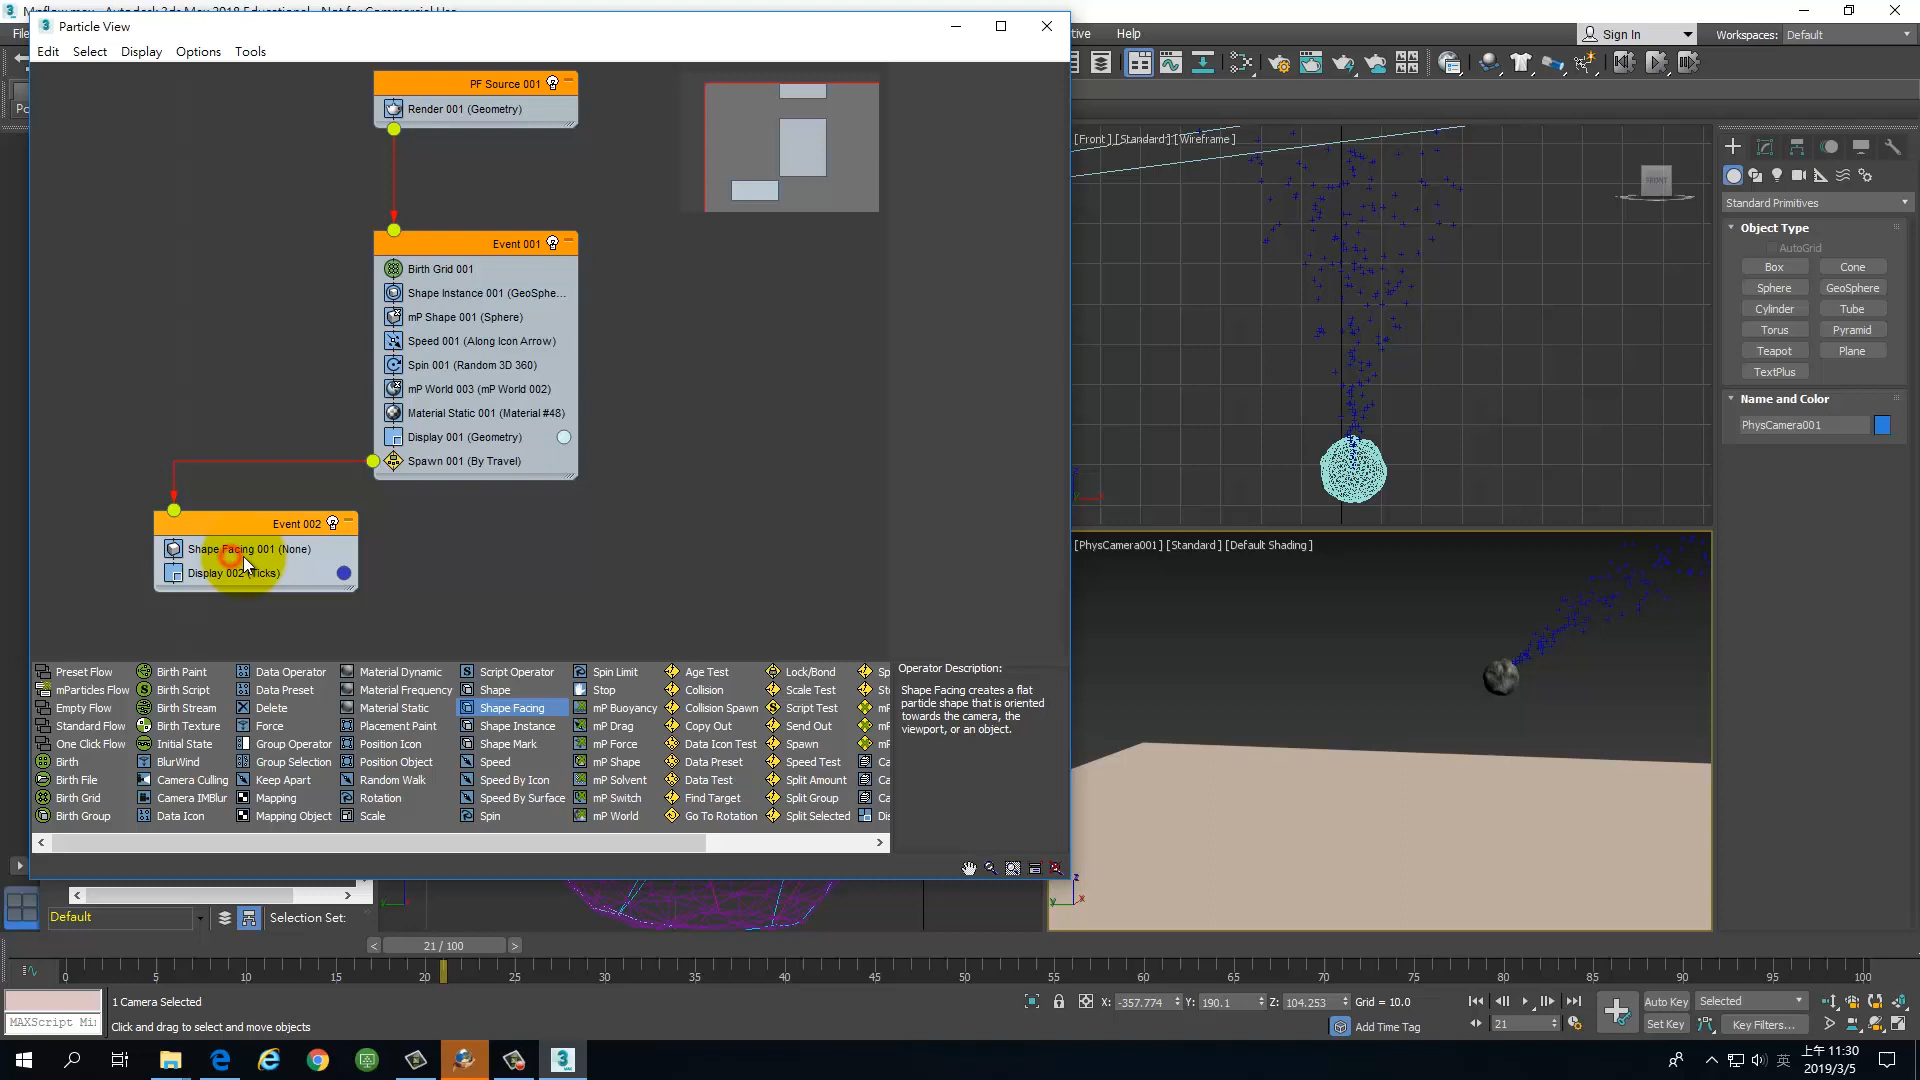 Particle View
Edit Select Display Options Tools
Help
Sign In
Workspaces: Default
PF Source 001
Render 001 (Geometry)
Event 001
Birth Grid 001
Shape Instance 001 (GeoSphe...
mP Shape 001 (Sphere)
Speed 001 (Along Icon Arrow)
Spin 001 (Random 3D 360)
mP World 003 (mP World 002)
Material Static 001 (Material #48)
Display 001 (Geometry)
Spawn 001 (By Travel)
Event 002
Shape Facing 001 (None)
Display 002 (Ticks)
[Front] [Standard] [Wireframe]
FRONT
[PhysCamera001] [Standard] [Default Shading]
Standard Primitives
Object Type
AutoGrid
Box Cone
Sphere GeoSphere
Cylinder Tube
Torus Pyramid
Teapot Plane
TextPlus
Name and Color
PhysCamera001
Preset Flow Birth Paint Data Operator Material Dynamic Script Operator Spin Limit Age Test Lock/Bond Sp
mParticles Flow Birth Script Data Preset Material Frequency Shape Stop Collision Scale Test St
Empty Flow Birth Stream Delete Material Static Shape Facing mP Buoyancy Collision Spawn Script Test mP
Standard Flow Birth Texture Force Placement Paint Shape Instance mP Drag Copy Out Send Out mP
One Click Flow Initial State Group Operator Position Icon Shape Mark mP Force Data Icon Test Spawn mP
Birth BlurWind Group Selection Position Object Speed mP Shape Data Preset Speed Test Ca
Birth File Camera Culling Keep Apart Random Walk Speed By Icon mP Solvent Data Test Split Amount Ca
Birth Grid Camera IMBlur Mapping Rotation Speed By Surface mP Switch Find Target Split Group Ca
Birth Group Data Icon Mapping Object Scale Spin mP World Go To Rotation Split Selected Dis
Operator Description:
Shape Facing creates a flat
particle shape that is oriented
towards the camera, the
viewport, or an object.
Default
Selection Set:
21 / 100
0 5 10 15 20 25 30 35 40 45 50 55 60 65 70 75 80 85 90 95 100
1 Camera Selected
MAXScript Mi
Click and drag to select and move objects
X: -357.774 Y: 190.1 Z: 104.253 Grid = 10.0
Add Time Tag
21
Auto Key Selected
Set Key Key Filters...
英
上午 11:30
2019/3/5